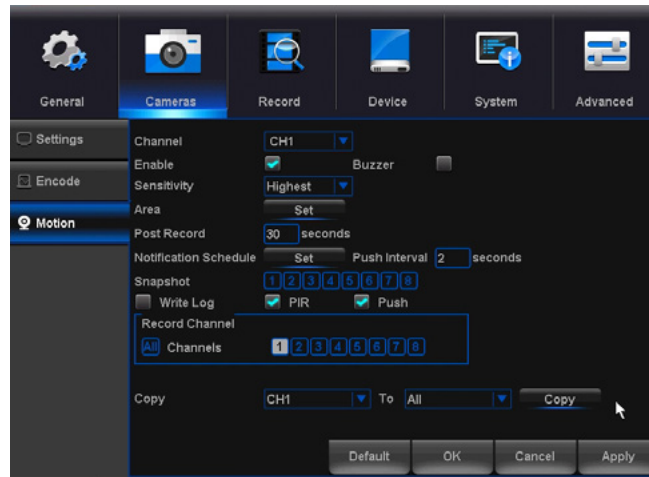 General Cameras Record Device System Advanced
Settings
Encode
Motion
Channel CH1
Enable Buzzer
Sensitivity Highest
Area Set
Post Record 30 seconds
Notification Schedule Set Push Interval 2 seconds
Snapshot 1 2 3 4 5 6 7 8
Write Log PIR Push
Record Channel
All Channels 1 2 3 4 5 6 7 8
Copy CH1 To All Copy
Default OK Cancel Apply